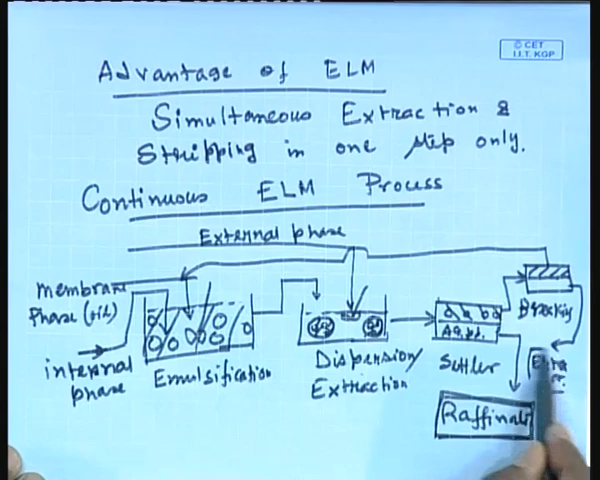 © CET
I.I.T. KGP
Advantage of ELM
Simultaneous Extraction &
Stripping in one step only.
Continuous ELM Process
External phase
membrane
Phase (oil)
internal
phase
Emulsification
Dispersion/
Extraction
Aq. ph.
Settler
Breaking
Raffinate